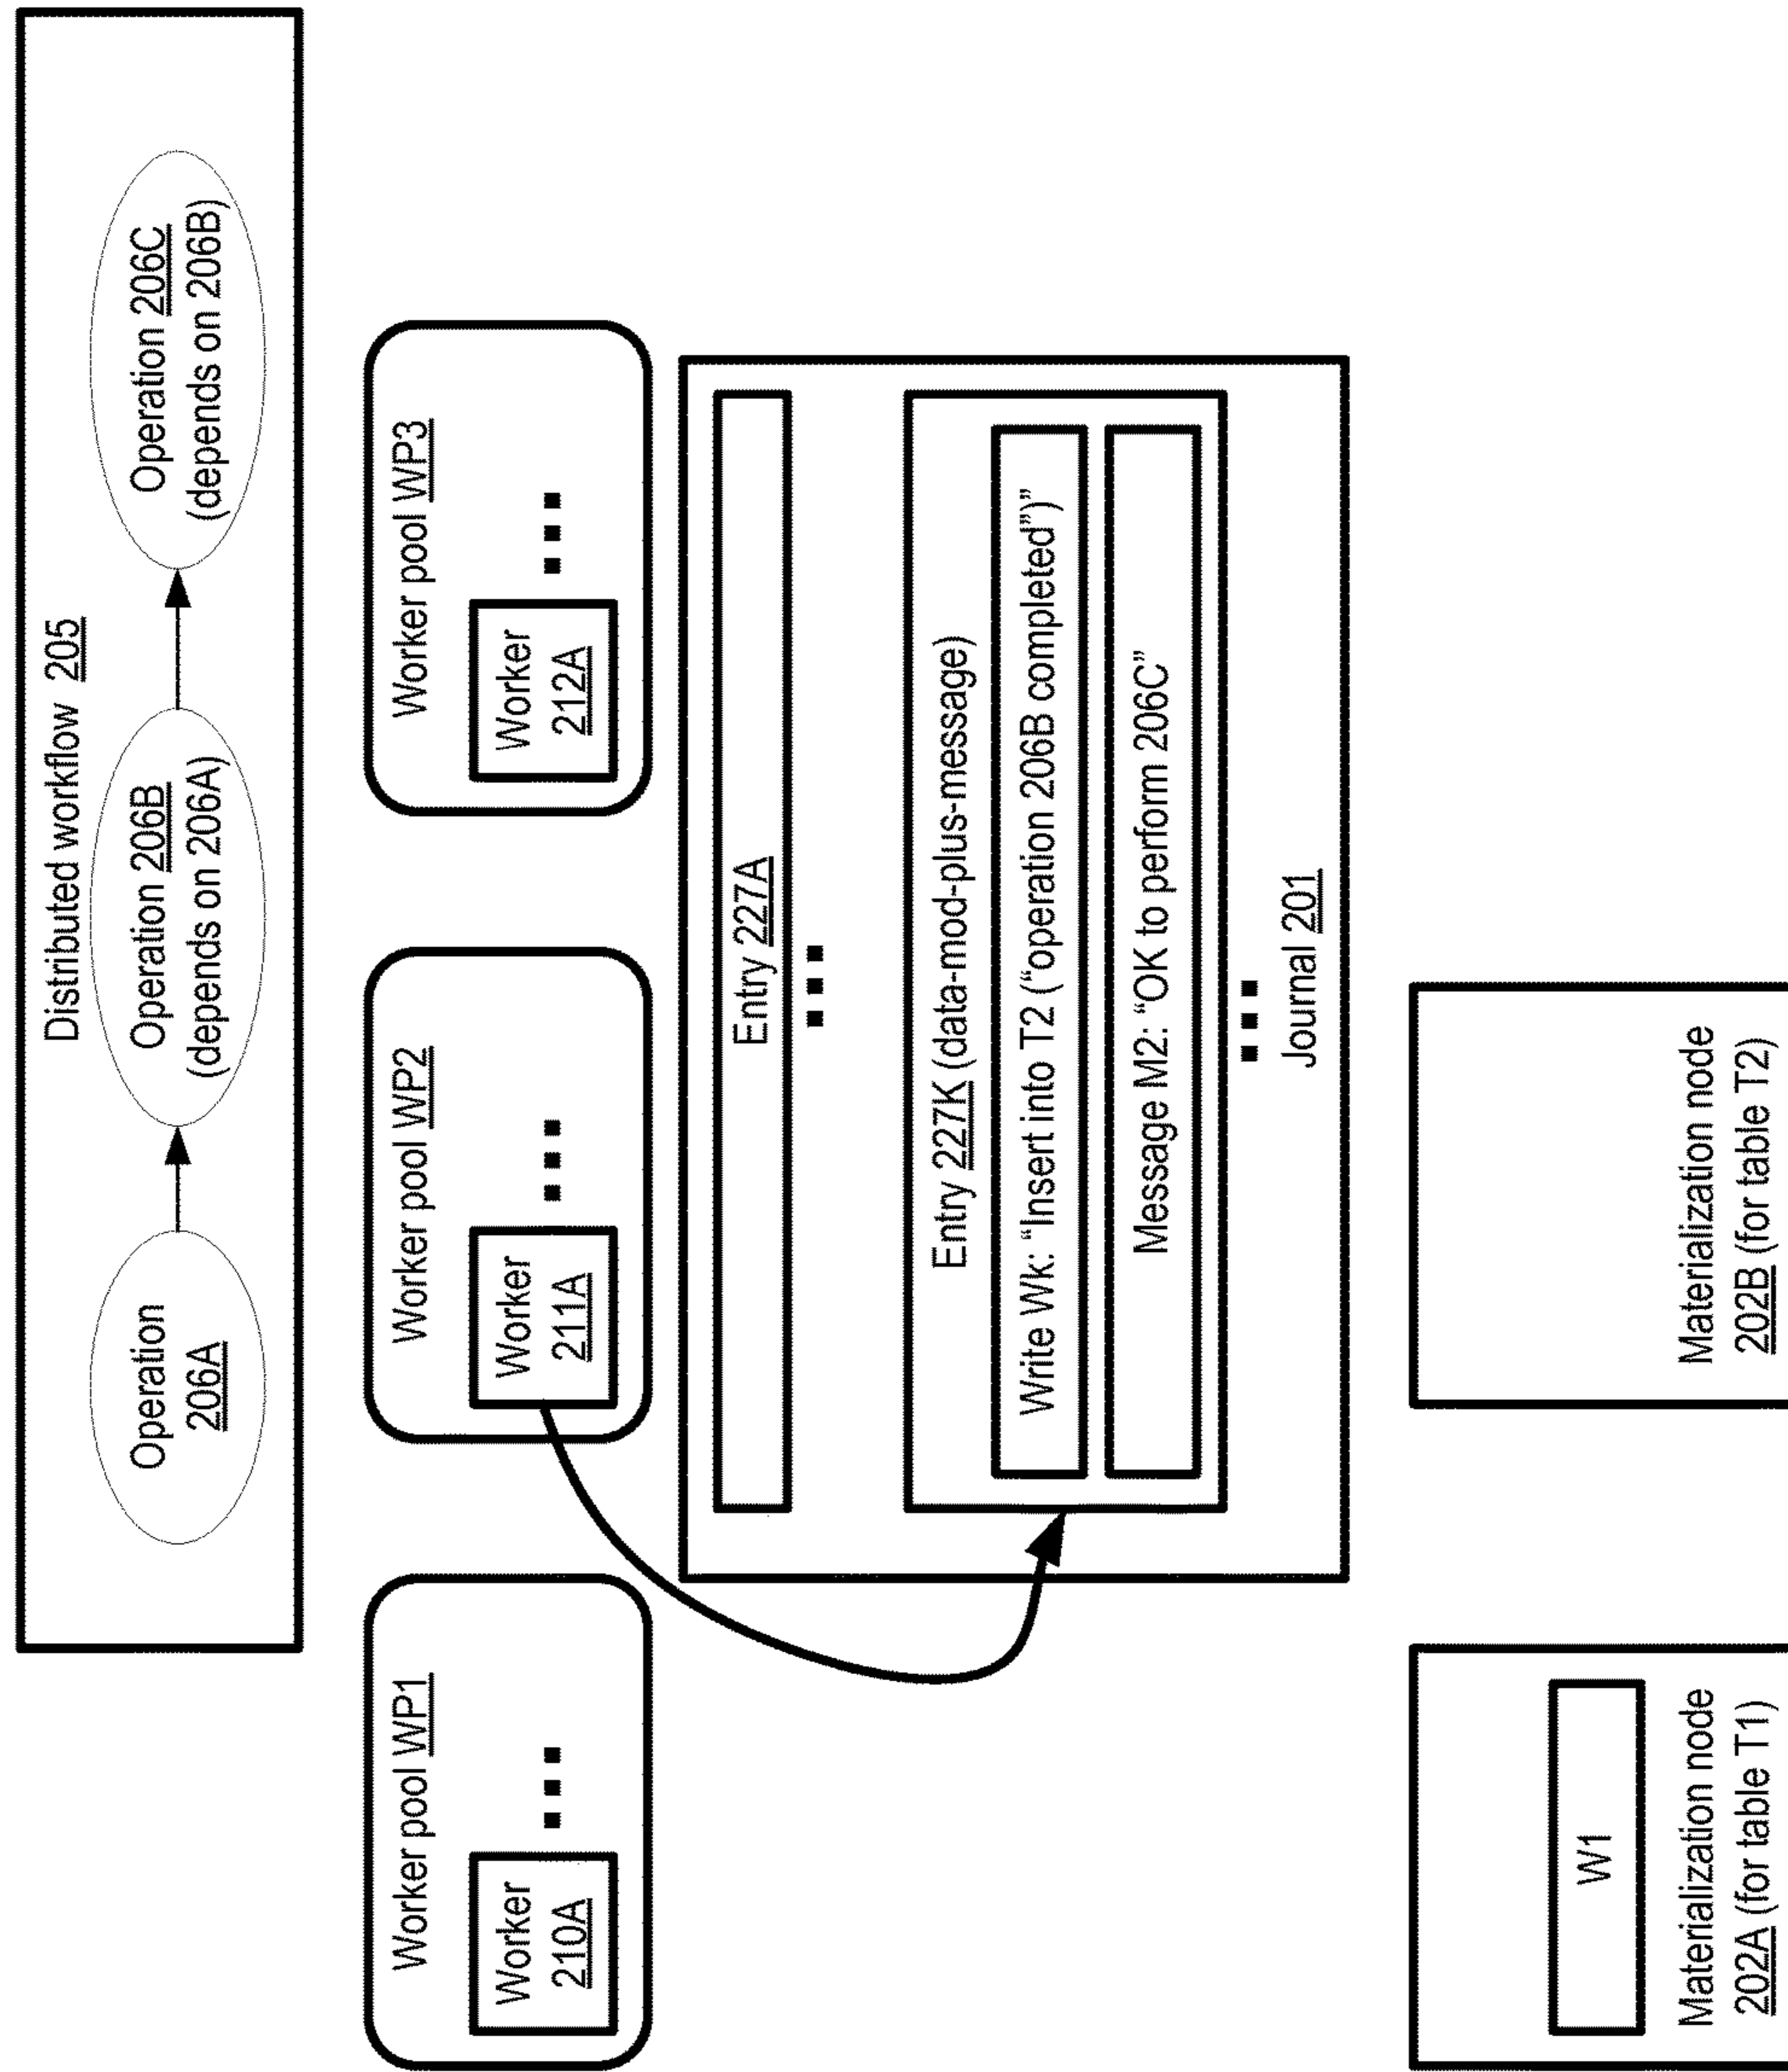 Distributed workflow 205
Operation
206A
Operation 206B
(depends on 206A)
Operation 206C
(depends on 206B)
Worker pool WP1
Worker
210A
Worker pool WP2
Worker
211A
Worker pool WP3
Worker
212A
Entry 227A
Entry 227K (data-mod-plus-message)
Write Wk: “Insert into T2 (“operation 206B completed”)”
Message M2: “OK to perform 206C”
Journal 201
W1
Materialization node
202A (for table T1)
Materialization node
202B (for table T2)